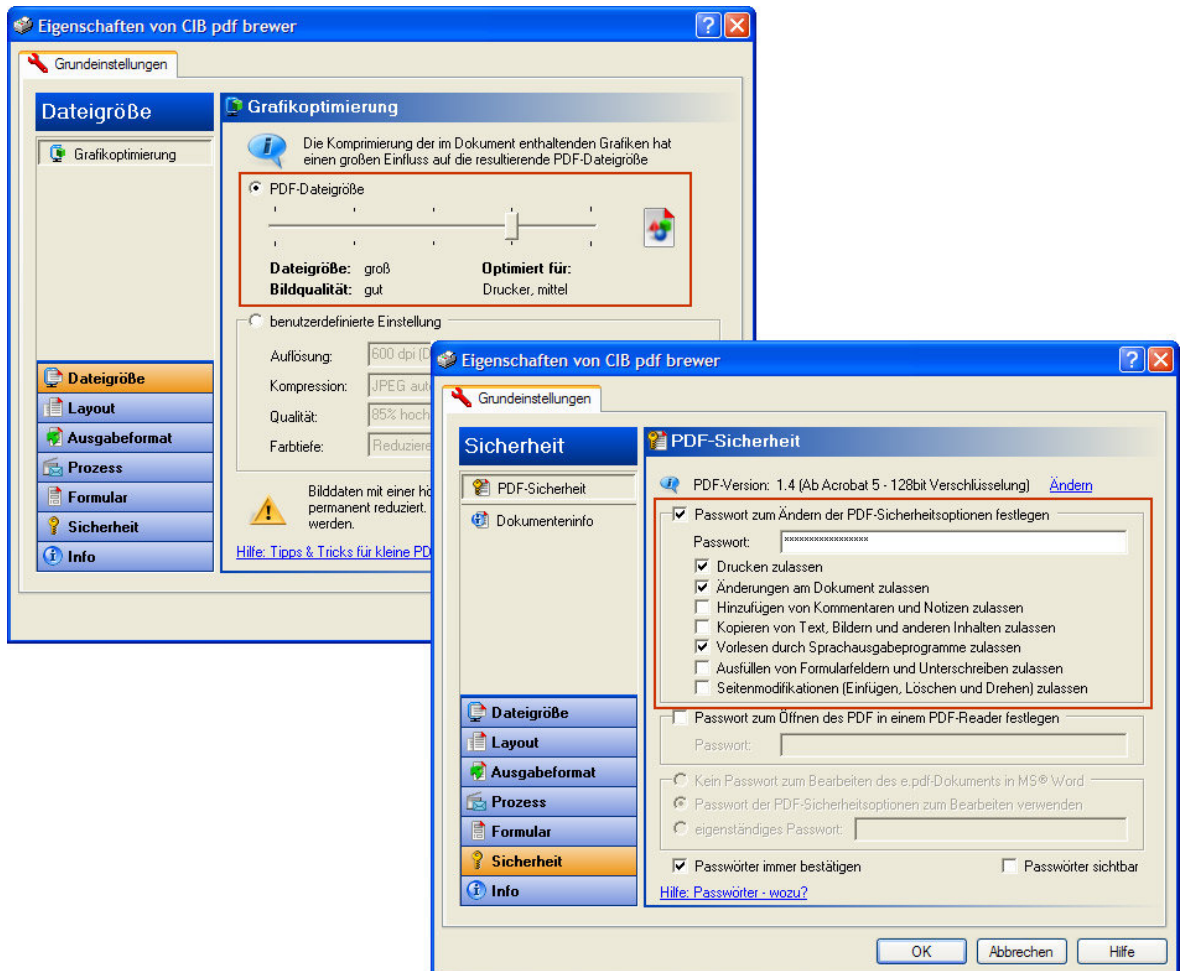 Eigenschaften von CIB pdf brewer
Grundeinstellungen
Dateigröße
Grafikoptimierung
Grafikoptimierung
Die Komprimierung der im Dokument enthaltenden Grafiken hat
einen großen Einfluss auf die resultierende PDF-Dateigröße
PDF-Dateigröße
Dateigröße: groß Optimiert für:
Bildqualität: gut Drucker, mittel
benutzerdefinierte Einstellung
Auflösung: 600 dpi (D
Kompression: JPEG aut
Qualität: 85% hoch
Farbtiefe: Reduziere
Bilddaten mit einer hö
permanent reduziert.
werden.
Hilfe: Tipps & Tricks für kleine PD
Dateigröße
Layout
Ausgabeformat
Prozess
Formular
Sicherheit
Info
Eigenschaften von CIB pdf brewer
Grundeinstellungen
Sicherheit
PDF-Sicherheit
Dokumenteninfo
PDF-Sicherheit
PDF-Version: 1.4 (Ab Acrobat 5 - 128bit Verschlüsselung) Ändern
Passwort zum Ändern der PDF-Sicherheitsoptionen festlegen
Passwort: *****************
Drucken zulassen
Änderungen am Dokument zulassen
Hinzufügen von Kommentaren und Notizen zulassen
Kopieren von Text, Bildern und anderen Inhalten zulassen
Vorlesen durch Sprachausgabeprogramme zulassen
Ausfüllen von Formularfeldern und Unterschreiben zulassen
Seitenmodifikationen (Einfügen, Löschen und Drehen) zulassen
Passwort zum Öffnen des PDF in einem PDF-Reader festlegen
Passwort:
Kein Passwort zum Bearbeiten des e.pdf-Dokuments in MS® Word
Passwort der PDF-Sicherheitsoptionen zum Bearbeiten verwenden
eigenständiges Passwort:
Passwörter immer bestätigen Passwörter sichtbar
Hilfe: Passwörter - wozu?
Dateigröße
Layout
Ausgabeformat
Prozess
Formular
Sicherheit
Info
OK Abbrechen Hilfe